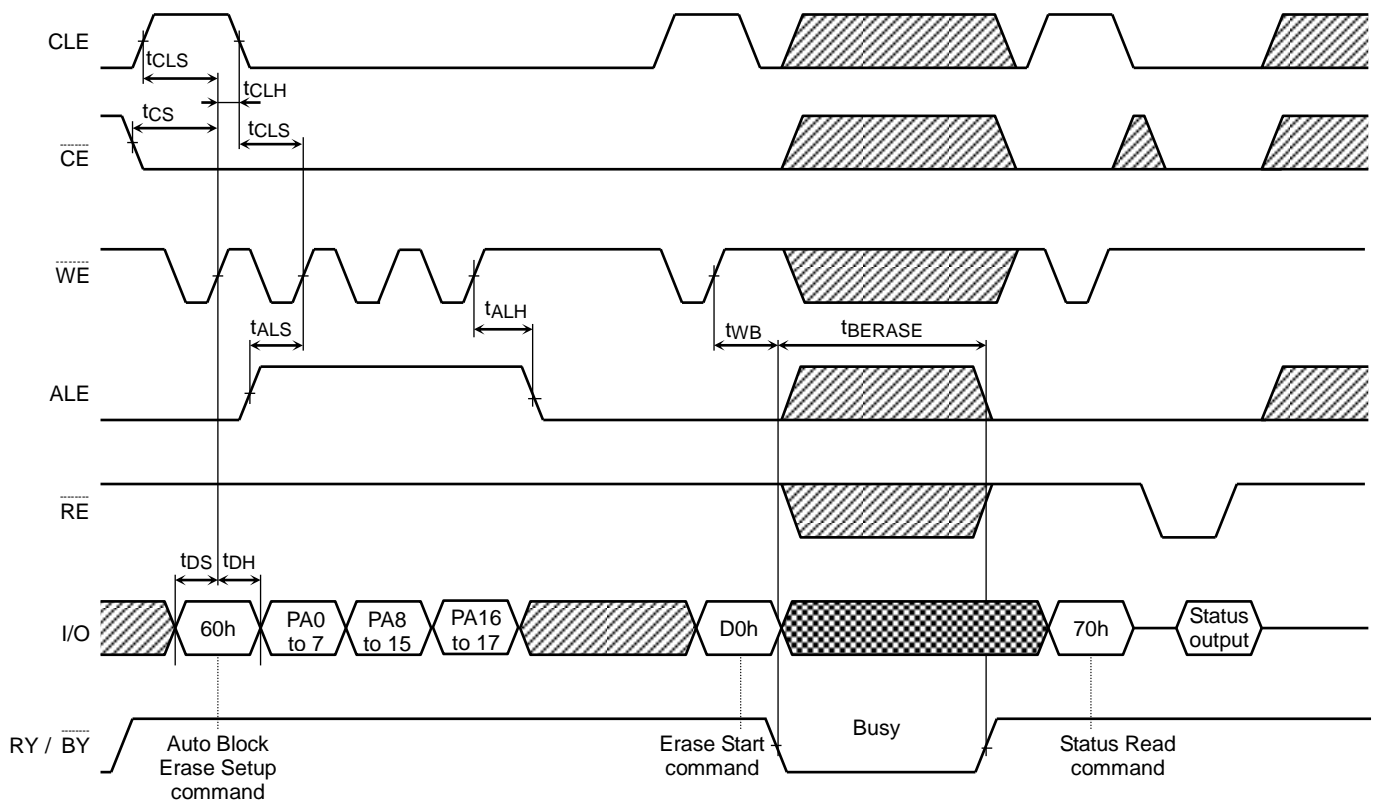 CLE
tCLS
tCLH
tCS
tCLS
CE
WE
tALS
tALH
tWB
tBERASE
ALE
RE
tDS
tDH
I/O
60h
PA0
to 7
PA8
to 15
PA16
to 17
D0h
70h
Status
output
RY / BY
Busy
Auto Block
Erase Setup
command
Erase Start
command
Status Read
command